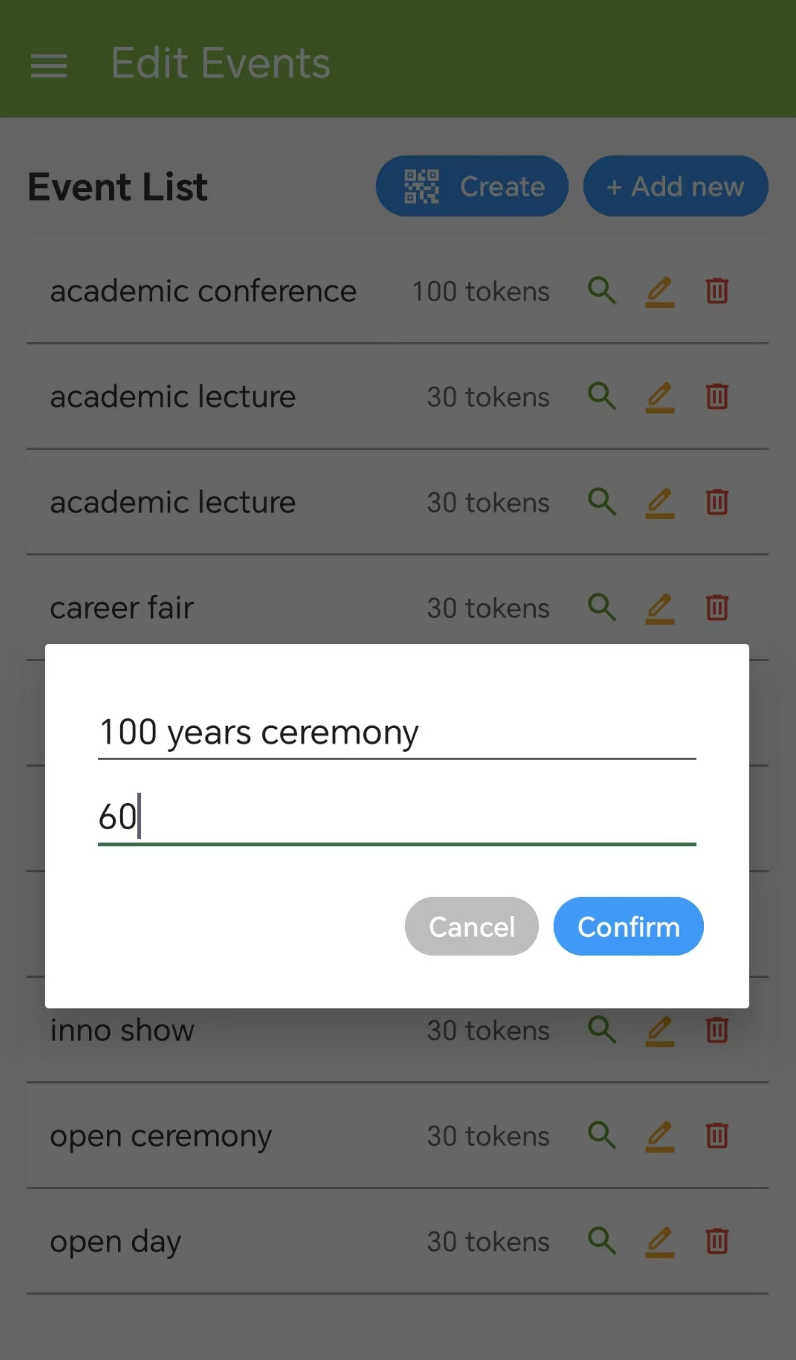 Edit Events
Event List
Create
+ Add new
academic conference 100 tokens
academic lecture 30 tokens
academic lecture 30 tokens
career fair 30 tokens
100 years ceremony
60
Cancel
Confirm
inno show 30 tokens
open ceremony 30 tokens
open day 30 tokens